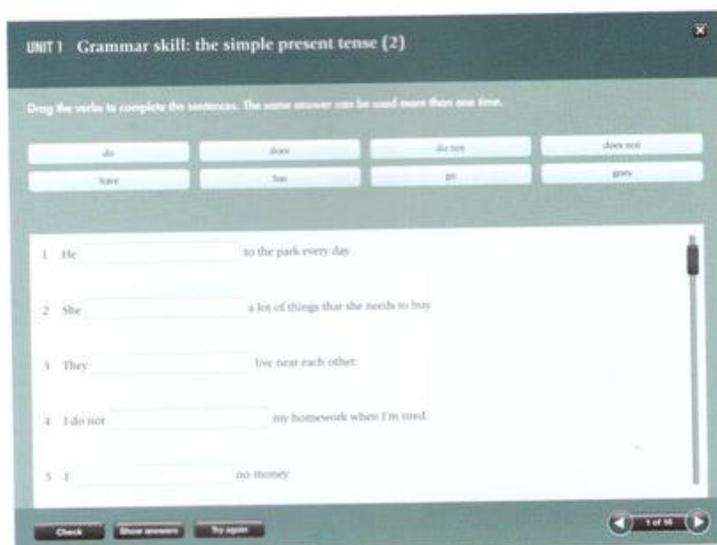 UNIT 1 Grammar skill: the simple present tense (2)
Drag the verbs to complete the sentences. The same answer can be used more than one time.
do does do not does not
have has go goes
1 He to the park every day
2 She a lot of things that she needs to buy
3 They live near each other.
4 I do not my homework when I'm tired.
5 I no money
Check Show answers Try again 1 of 16